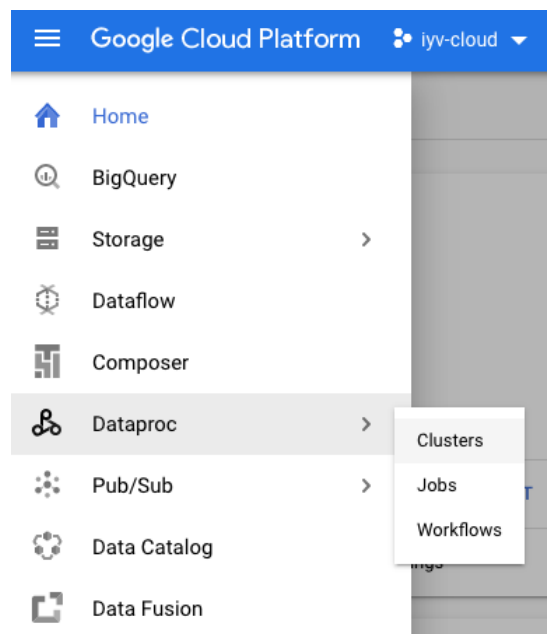 Google Cloud Platform iyv-cloud
Home
BigQuery
Storage
Dataflow
Composer
Dataproc
Clusters
Pub/Sub
Jobs
T
Workflows
Data Catalog
Data Fusion